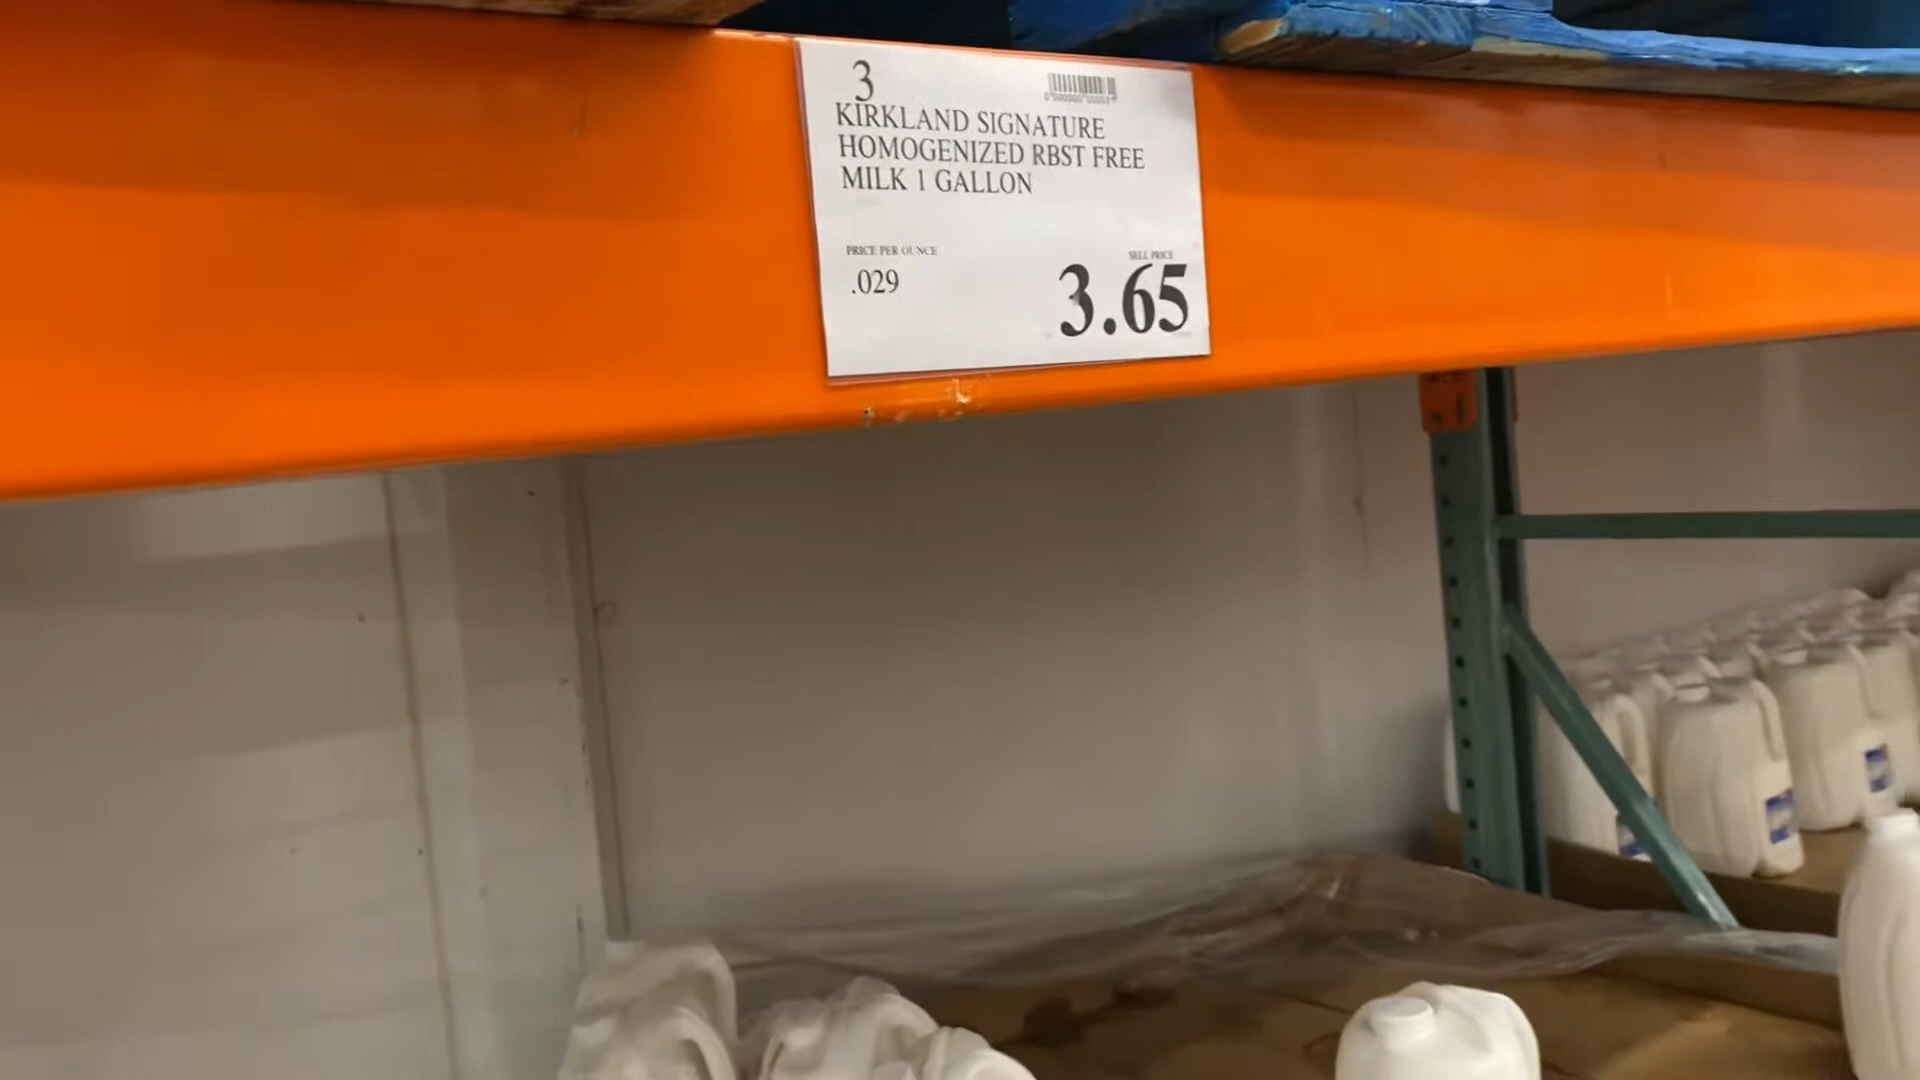 3
KIRKLAND SIGNATURE
HOMOGENIZED RBST FREE
MILK 1 GALLON
PRICE PER OUNCE
SELL PRICE
.029
3.65